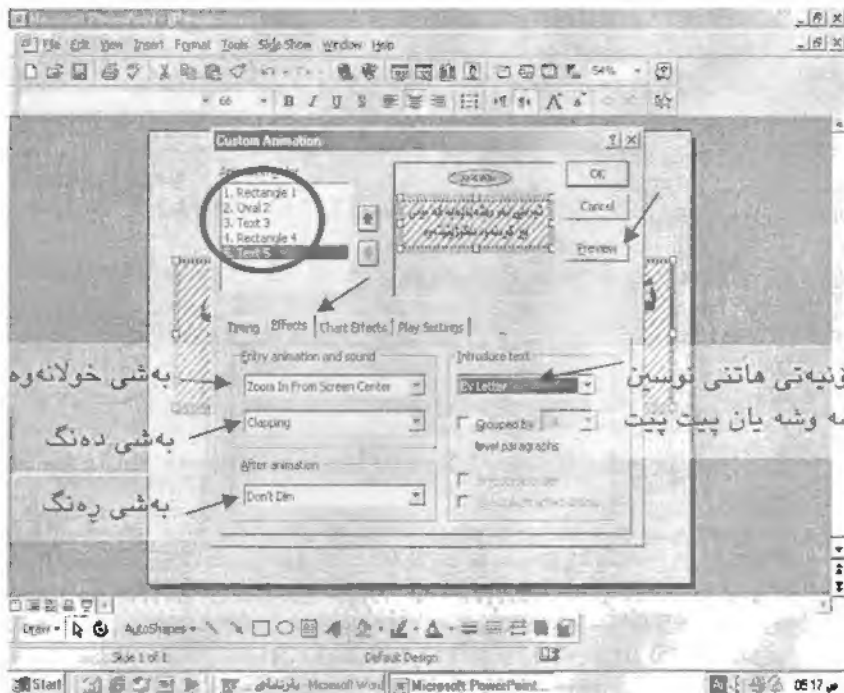 File Edit View Insert Format Tools Slide Show Window Help
54%
66 B I U S
Custom Animation
1. Rectangle 1
2. Oval 2
3. Text 3
4. Rectangle 4
5. Text 5
OK
Cancel
Preview
Timing Effects Chart Effects Play Settings
Entry animation and sound
Introduce text
بەشی خولانەوە
Zoom In From Screen Center
By Letter
هاتنی نوسین
Clapping
Grouped by
وشە یان پیت پیت
level paragraphs
بەشی دەنگ
After animation
Don't Dim
بەشی ڕەنگ
Draw AutoShapes
Slide 1 of 1
Default Design
Start
Microsoft Word
Microsoft PowerPoint...
05:17 ص